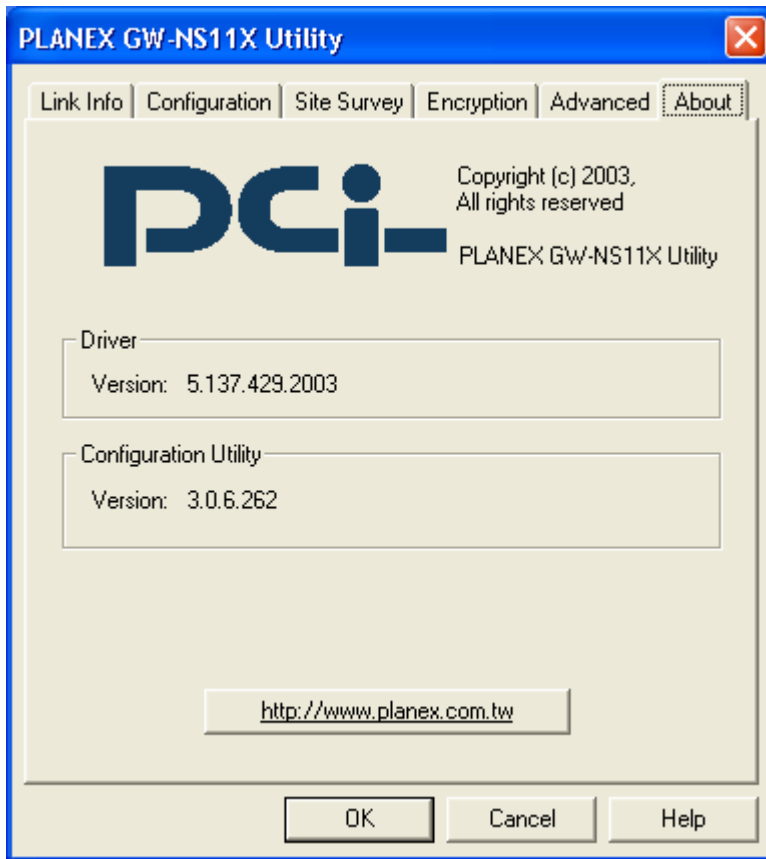 PLANEX GW-NS11X Utility
Link Info Configuration Site Survey Encryption Advanced About
PCi
Copyright (c) 2003,
All rights reserved
PLANEX GW-NS11X Utility
Driver
Version: 5.137.429.2003
Configuration Utility
Version: 3.0.6.262
http://www.planex.com.tw
OK Cancel Help